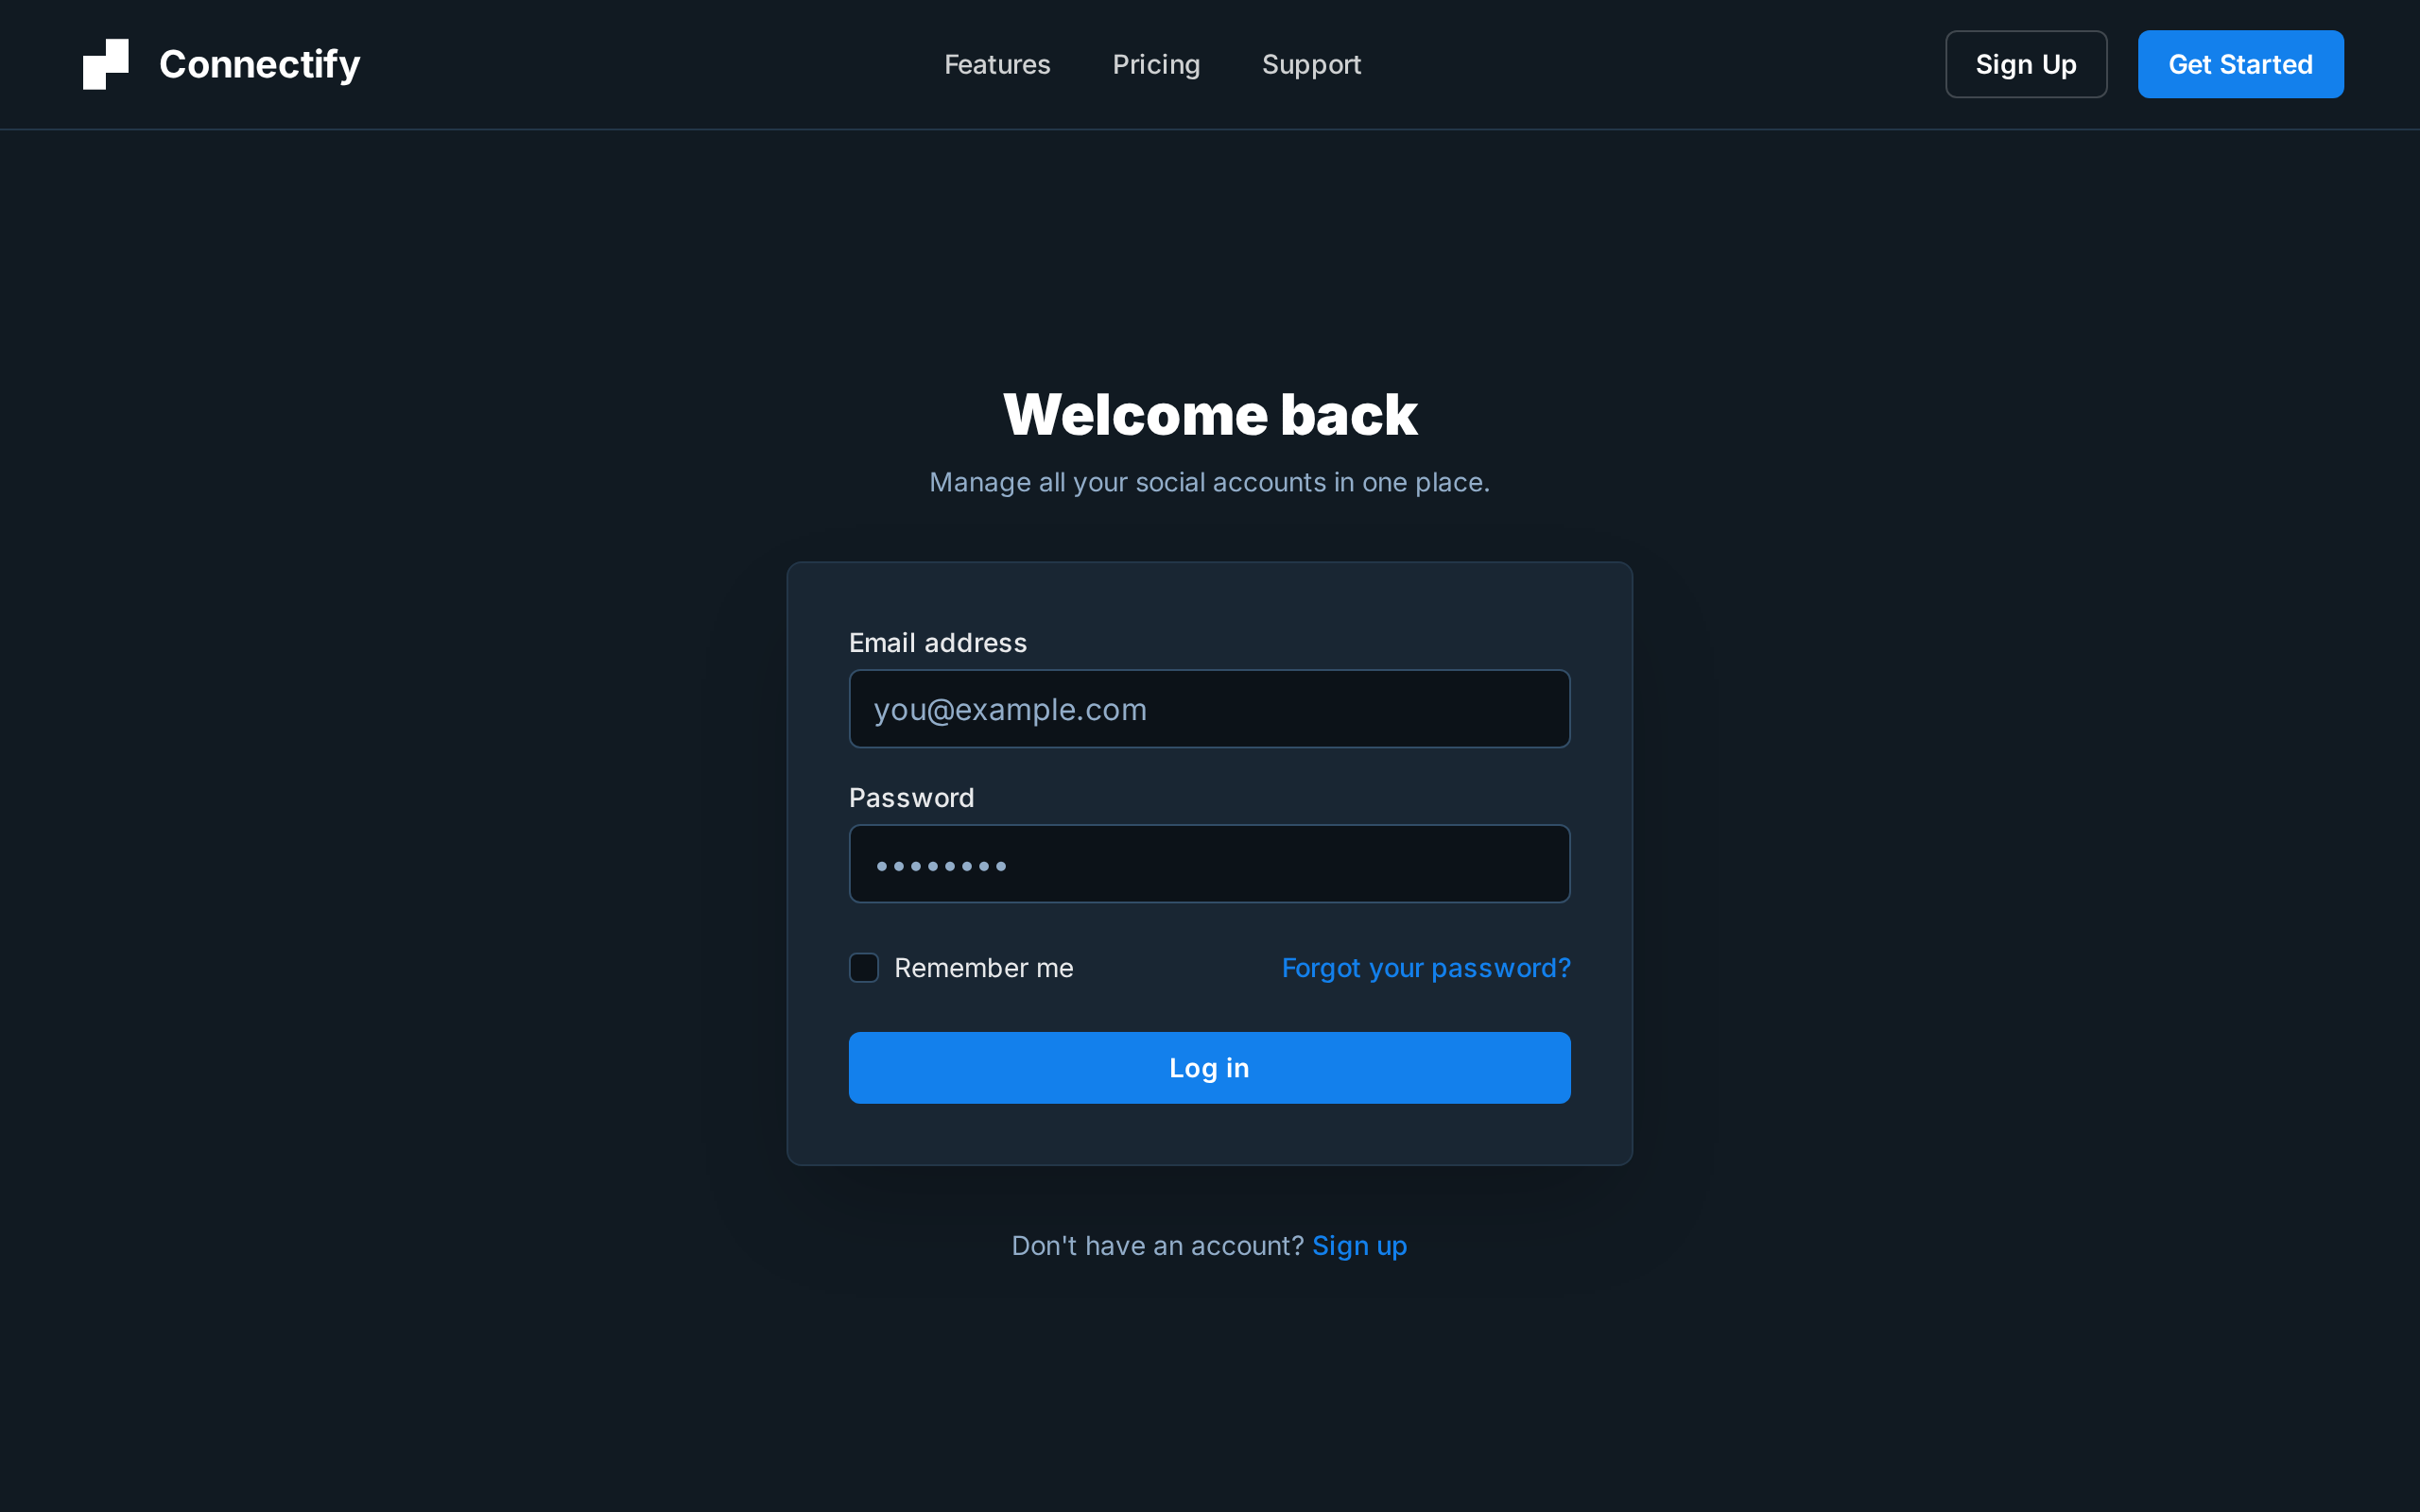 Connectify
Features
Pricing
Support
Sign Up
Get Started
Welcome back
Manage all your social accounts in one place.
Email address
you@example.com
Password
••••••••
Remember me
Forgot your password?
Log in
Don't have an account? Sign up